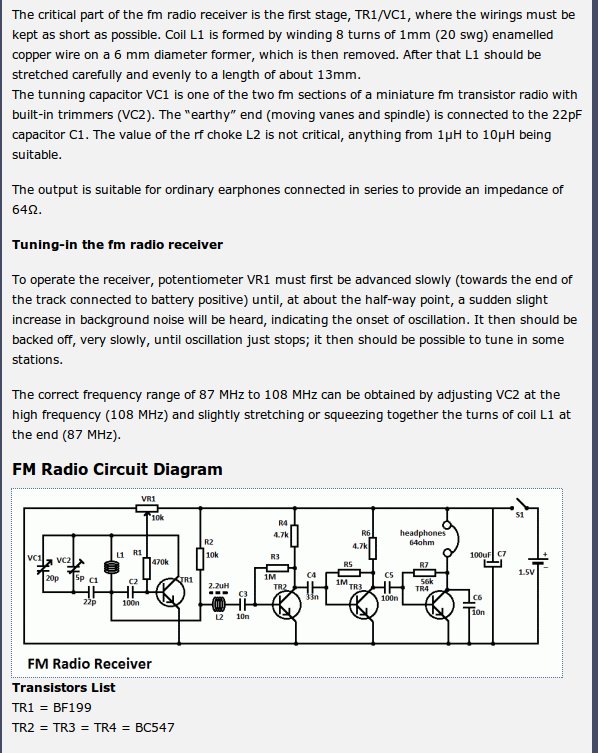 The critical part of the fm radio receiver is the first stage, TR1/VC1, where the wirings must be
kept as short as possible. Coil L1 is formed by winding 8 turns of 1mm (20 swg) enamelled
copper wire on a 6 mm diameter former, which is then removed. After that L1 should be
stretched carefully and evenly to a length of about 13mm.
The tunning capacitor VC1 is one of the two fm sections of a miniature fm transistor radio with
built-in trimmers (VC2). The "earthy" end (moving vanes and spindle) is connected to the 22pF
capacitor C1. The value of the rf choke L2 is not critical, anything from 1µH to 10µH being
suitable.
The output is suitable for ordinary earphones connected in series to provide an impedance of
64Ω.
Tuning-in the fm radio receiver
To operate the receiver, potentiometer VR1 must first be advanced slowly (towards the end of
the track connected to battery positive) until, at about the half-way point, a sudden slight
increase in background noise will be heard, indicating the onset of oscillation. It then should be
backed off, very slowly, until oscillation just stops; it then should be possible to tune in some
stations.
The correct frequency range of 87 MHz to 108 MHz can be obtained by adjusting VC2 at the
high frequency (108 MHz) and slightly stretching or squeezing together the turns of coil L1 at
the end (87 MHz).
FM Radio Circuit Diagram
VR1
10k
VC1
20p
VC2
5p
C1
22p
L1
R1
470k
C2
100n
TR1
R2
10k
2.2uH
L2
C3
10n
R4
4.7k
R3
1M
TR2
C4
33n
R6
4.7k
R5
1M
TR3
C5
100n
headphones
64ohm
R7
56k
TR4
C6
10n
100uF
C7
S1
1.5V
+
−
FM Radio Receiver
Transistors List
TR1 = BF199
TR2 = TR3 = TR4 = BC547